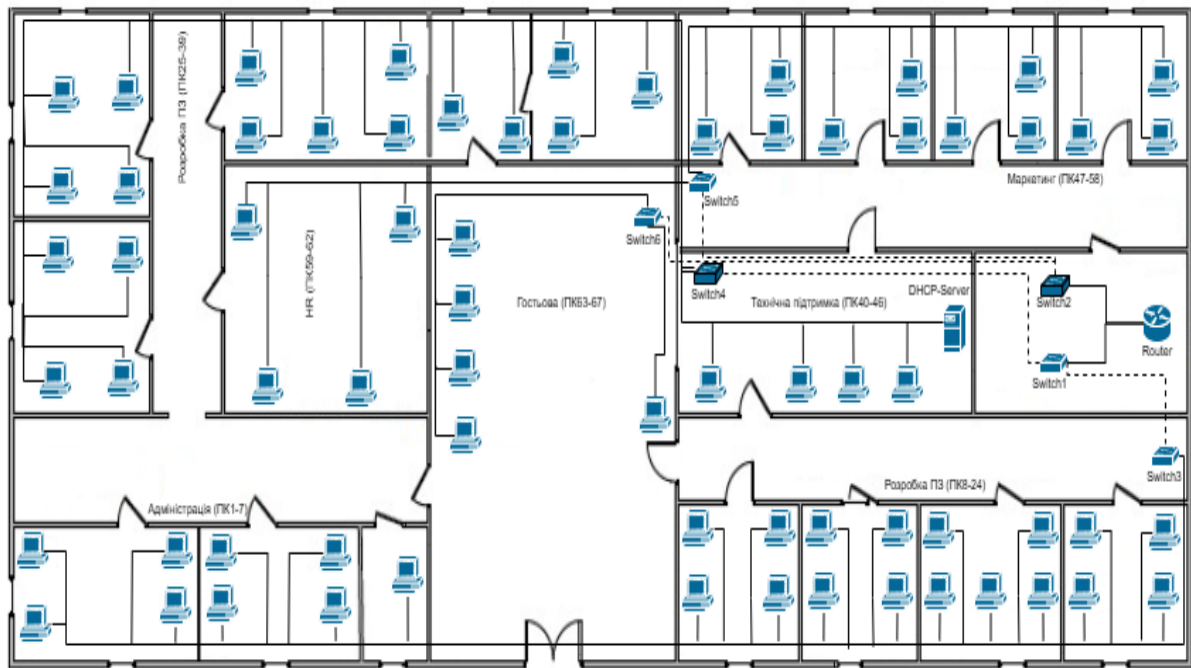 Розробка ПЗ (ПК25-39)
Маркетинг (ПК47-58)
Switch5
Switch6
HR (ПК59-62)
Гостьова (ПК63-67)
Switch4
Технічна підтримка (ПК40-46)
DHCP-Server
Switch2
Router
Switch1
Switch3
Розробка ПЗ (ПК8-24)
Адміністрація (ПК1-7)